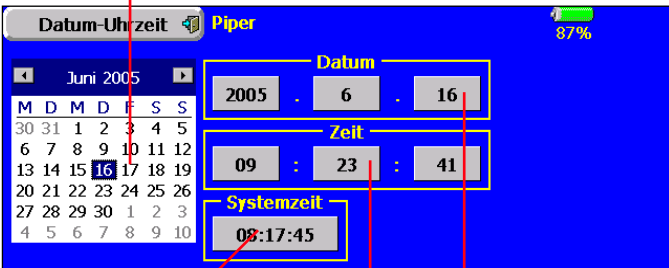 Datum-Uhrzeit Piper 87%
Juni 2005
M D M D F S S
30 31 1 2 3 4 5
6 7 8 9 10 11 12
13 14 15 16 17 18 19
20 21 22 23 24 25 26
27 28 29 30 1 2 3
4 5 6 7 8 9 10
Datum
2005 . 6 . 16
Zeit
09 : 23 : 41
Systemzeit
08:17:45